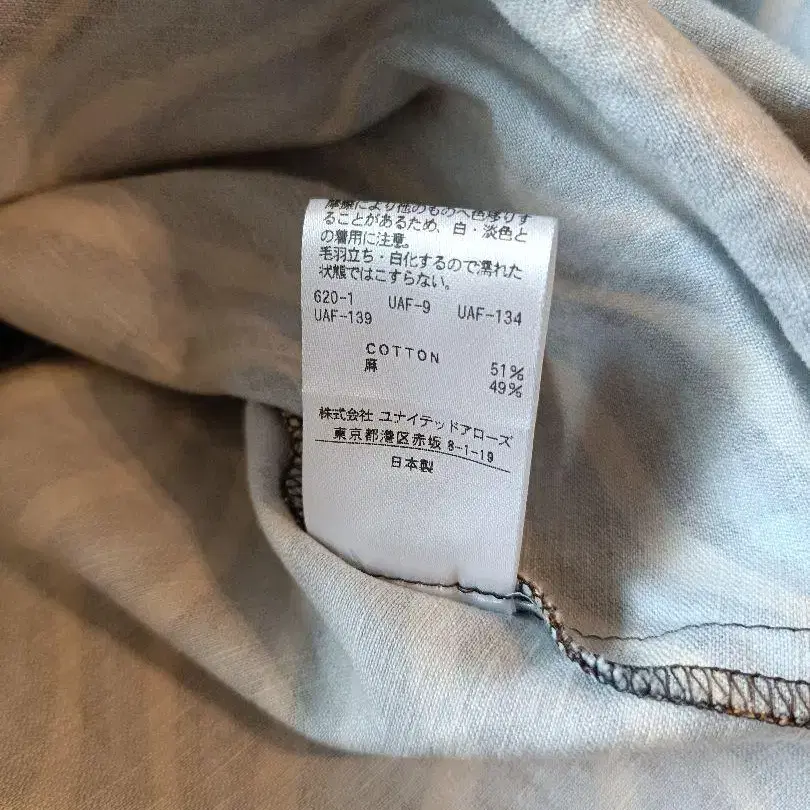 摩擦により他のものへ色移りす
ることがあるため、白・淡色と
の着用に注意。
毛羽立ち・白化するので濡れた
状態ではこすらない。
620-1 UAF-9 UAF-134
UAF-139
COTTON 51%
麻 49%
株式会社 ユナイテッドアローズ
東京都港区赤坂 8-1-19
日本製